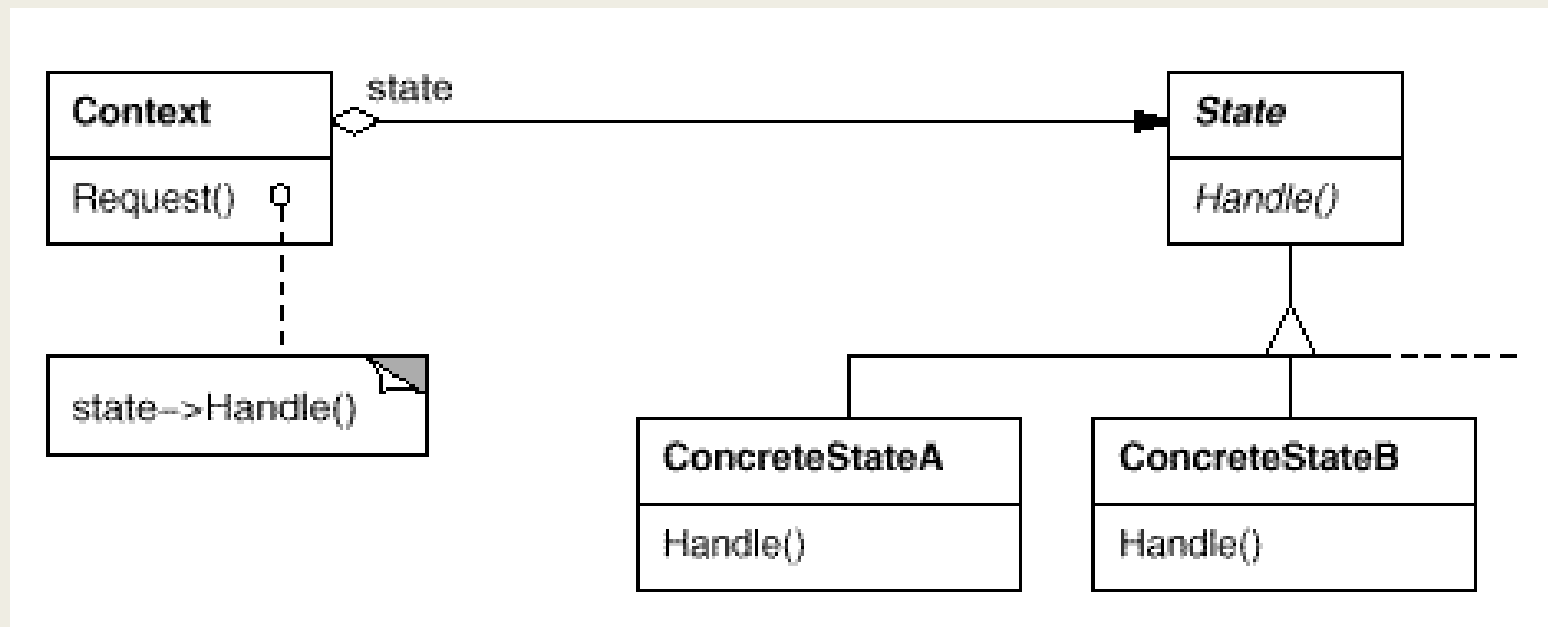 Context
state
Request()
state->Handle()
State
Handle()
ConcreteStateA
Handle()
ConcreteStateB
Handle()